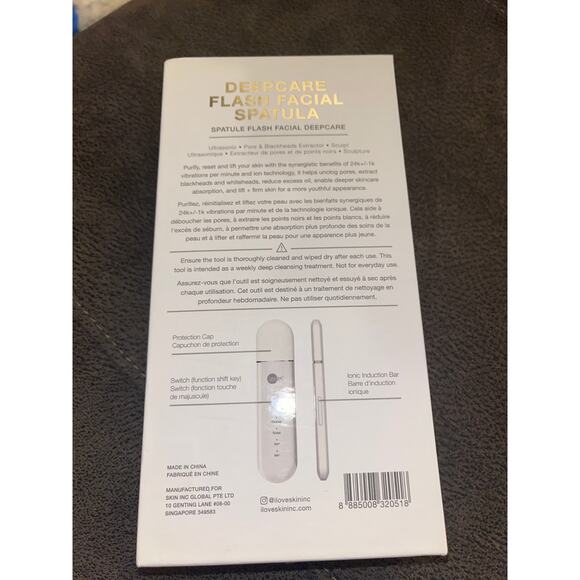 DEEPCARE
FLASH FACIAL
SPATULA
SPATULE FLASH FACIAL DEEPCARE
Ultrasonic • Pore & Blackheads Extractor • Sculpt
Ultrasonique • Extracteur de pores et de points noirs • Sculpture
Purify, reset and lift your skin with the synergistic benefits of 24k+/-1k
vibrations per minute and ion technology, it helps unclog pores, extract
blackheads and whiteheads, reduce excess oil, enable deeper skincare
absorption, and lift + firm skin for a more youthful appearance.
Purifiez, réinitialisez et liftez votre peau avec les bienfaits synergiques de
24k+/-1k vibrations par minute et de la technologie ionique. Cela aide à
déboucher les pores, à extraire les points noirs et les points blancs, à réduire
l'excés de sébum, à permettre une absorption plus profonde des soins de la
peau et à lifter et raffermir la peau pour une apparence plus jeune.
Ensure the tool is thoroughly cleaned and wiped dry after each use. This
tool is intended as a weekly deep cleansing treatment. Not for everyday use.
Assurez-vous que l'outil est soigneusement nettoyé et essuyé à sec après
chaque utilisation. Cet outil est destiné à un traitement de nettoyage en
profondeur hebdomadaire. Ne pas utiliser quotidiennement.
Protection Cap
Capuchon de protection
Switch (function shift key)
Switch (fonction touche
de majuscule)
Ionic Induction Bar
Barre d'induction
ionique
MADE IN CHINA
FABRIQUÉ EN CHINE
MANUFACTURED FOR
SKIN INC GLOBAL PTE LTD
10 GENTING LANE #08-00
SINGAPORE 349583
@iloveskininc
iloveskininc.com
8 885008 320518